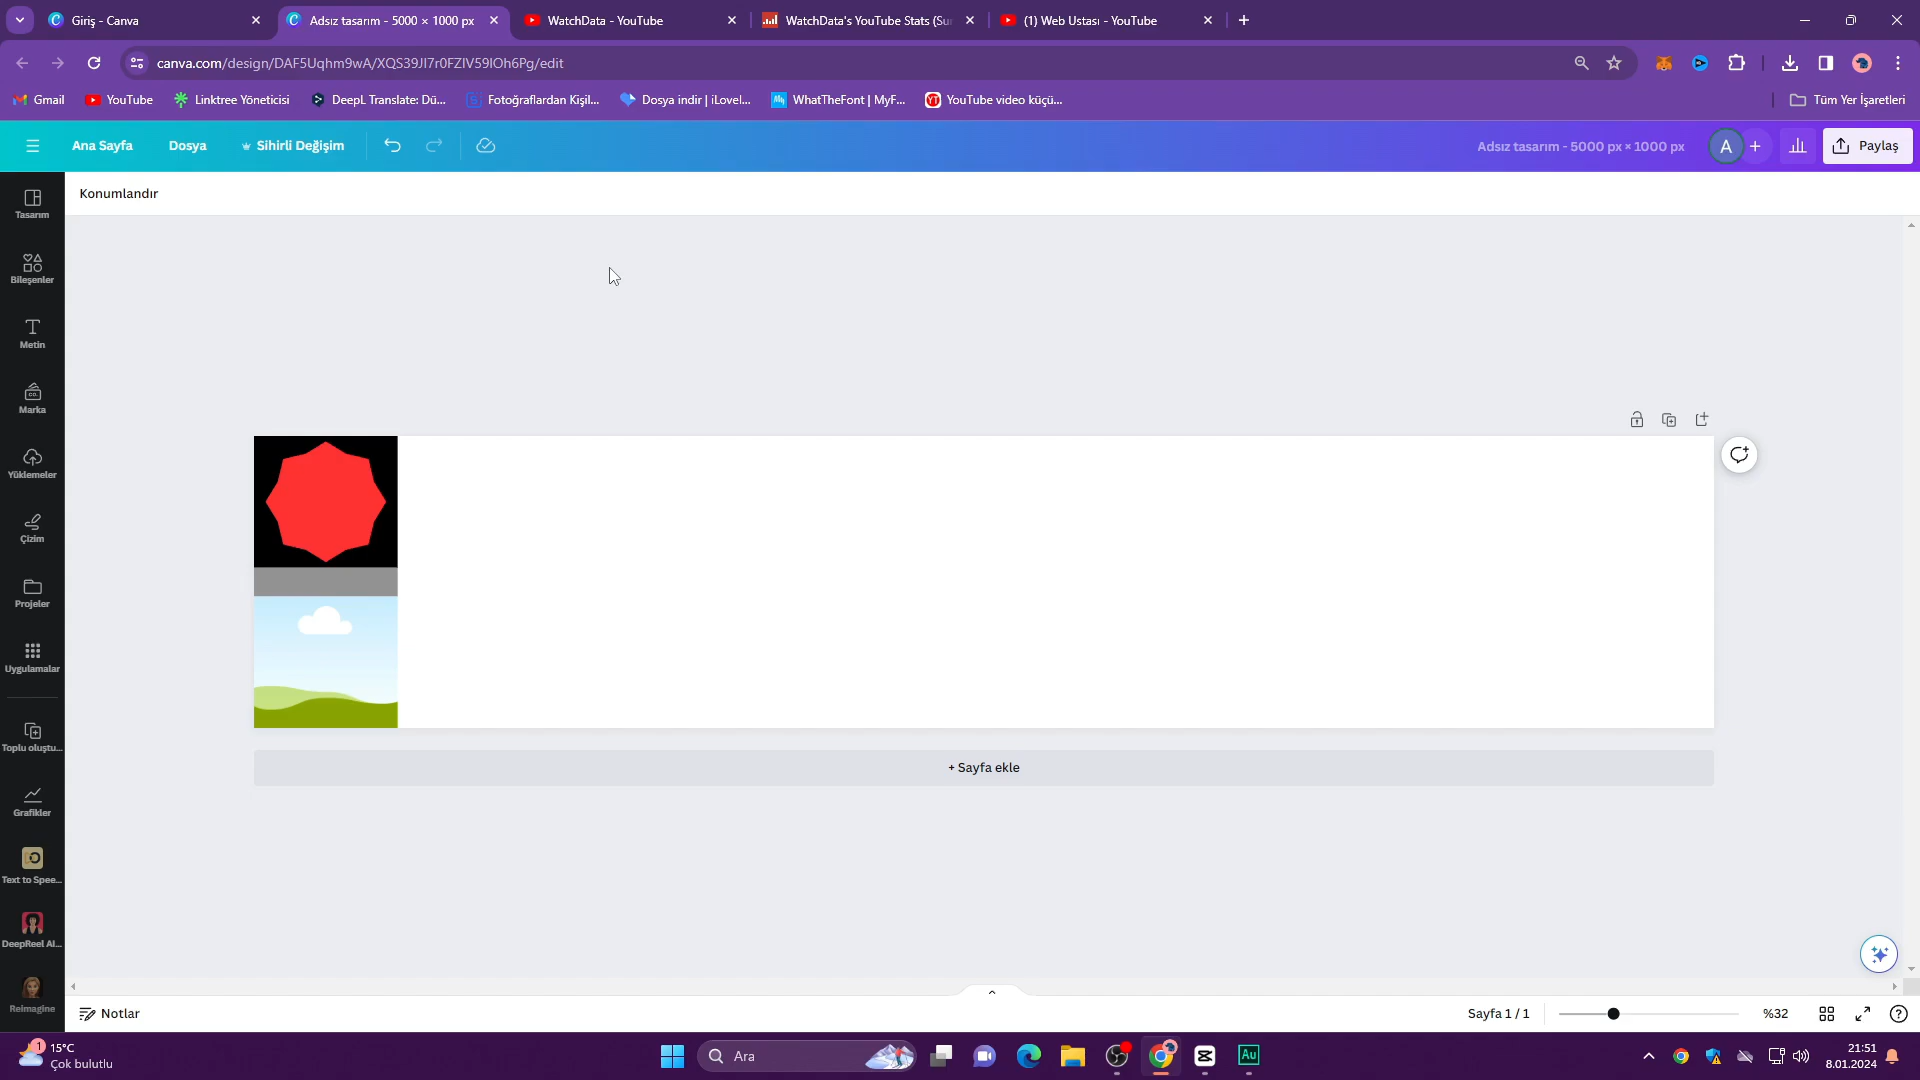 Giriş - Canva
Adsız tasarım - 5000 × 1000 px
WatchData - YouTube
WatchData's YouTube Stats (Su
(1) Web Ustası - YouTube
canva.com/design/DAF5Uqhm9wA/XQS39JI7r0FZIV59IOh6Pg/edit
Gmail
YouTube
Linktree Yöneticisi
DeepL Translate: Dü...
Fotoğraflardan Kişil...
Dosya indir | iLovel...
WhatTheFont | MyF...
YouTube video küçü...
Tüm Yer İşaretleri
Ana Sayfa
Dosya
Sihirli Değişim
Adsız tasarım - 5000 px × 1000 px
A
Paylaş
Konumlandır
Tasarım
Bileşenler
Metin
Marka
Yüklemeler
Çizim
Projeler
Uygulamalar
Toplu oluştu...
Grafikler
Text to Spee...
DeepReel AI...
Reimagine
+ Sayfa ekle
Notlar
Sayfa 1 / 1
%32
1
15°C
Çok bulutlu
Ara
Au
21:51
8.01.2024